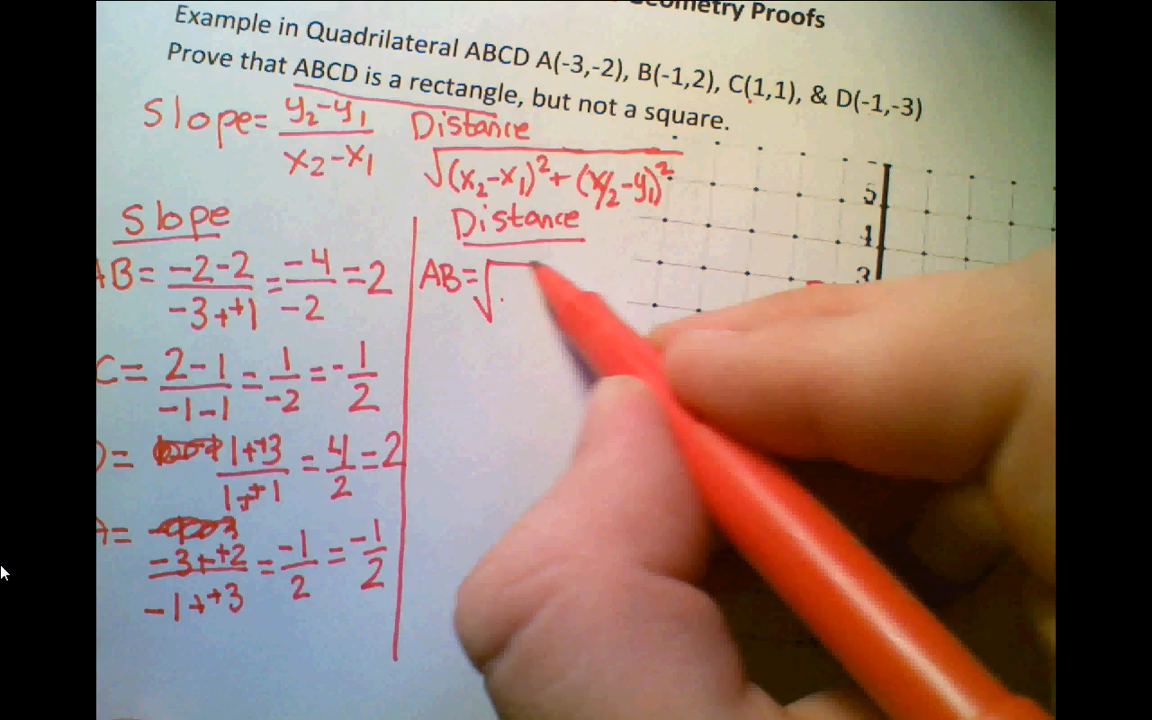 Geometry Proofs
Example in Quadrilateral ABCD A(-3,-2), B(-1,2), C(1,1), & D(-1,-3)
Prove that ABCD is a rectangle, but not a square.
Slope= y₂-y₁ / x₂-x₁
Distance
√(x₂-x₁)²+(y₂-y₁)²
Slope
B= -2-2 / -3++1 = -4 / -2 =2
C= 2-1 / -1-1 = 1 / -2 = -1 / 2
= 1++3 / 1++1 = 4 / 2 =2
= -3++2 / -1++3 = -1 / 2 = -1 / 2
Distance
AB=√
5
4
3